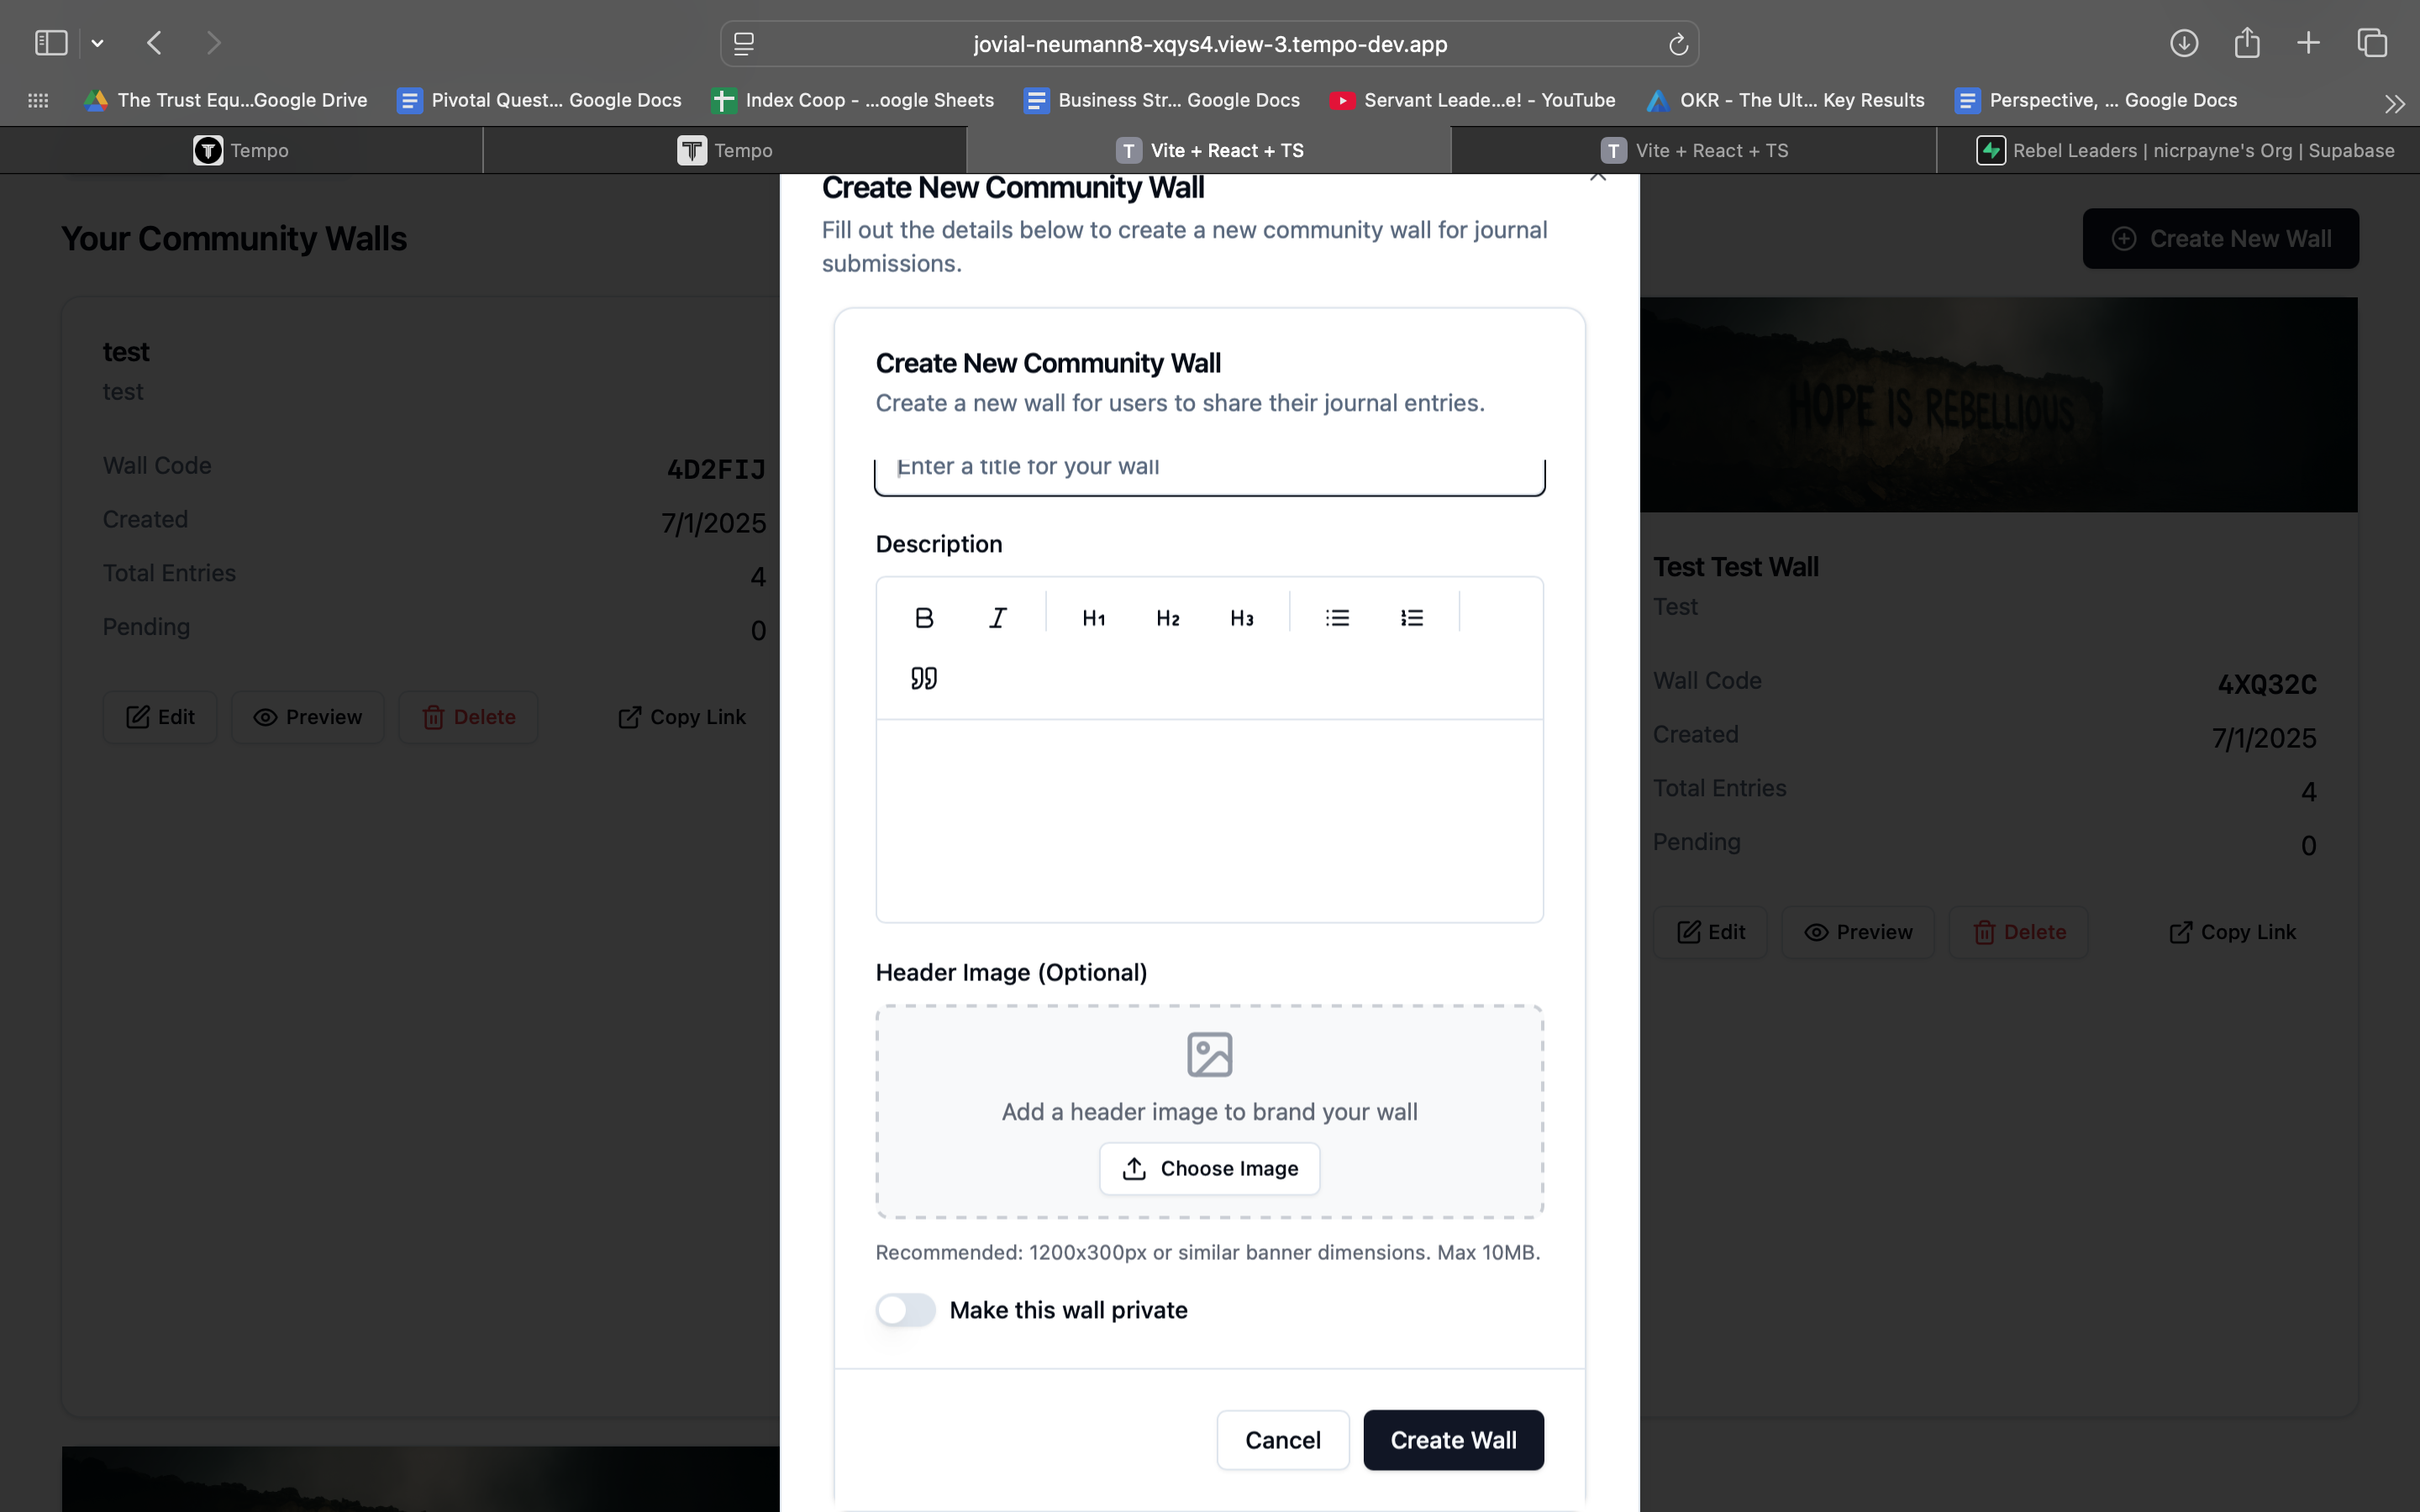 jovial-neumann8-xqys4.view-3.tempo-dev.app
The Trust Equ...Google Drive
Pivotal Quest... Google Docs
Index Coop - ...oogle Sheets
Business Str... Google Docs
Servant Leade...e! - YouTube
OKR - The Ult... Key Results
Perspective, ... Google Docs
Tempo
Tempo
T Vite + React + TS
T Vite + React + TS
Rebel Leaders | nicrpayne's Org | Supabase
Your Community Walls
Create New Wall
test
test
Wall Code 4D2FIJ
Created 7/1/2025
Total Entries 4
Pending 0
Edit Preview Delete Copy Link
Create New Community Wall
Fill out the details below to create a new community wall for journal
submissions.
Create New Community Wall
Create a new wall for users to share their journal entries.
Enter a title for your wall
Description
B I H1 H2 H3
Header Image (Optional)
Add a header image to brand your wall
Choose Image
Recommended: 1200x300px or similar banner dimensions. Max 10MB.
Make this wall private
Cancel Create Wall
HOPE IS REBELLIOUS
Test Test Wall
Test
Wall Code 4XQ32C
Created 7/1/2025
Total Entries 4
Pending 0
Edit Preview Delete Copy Link